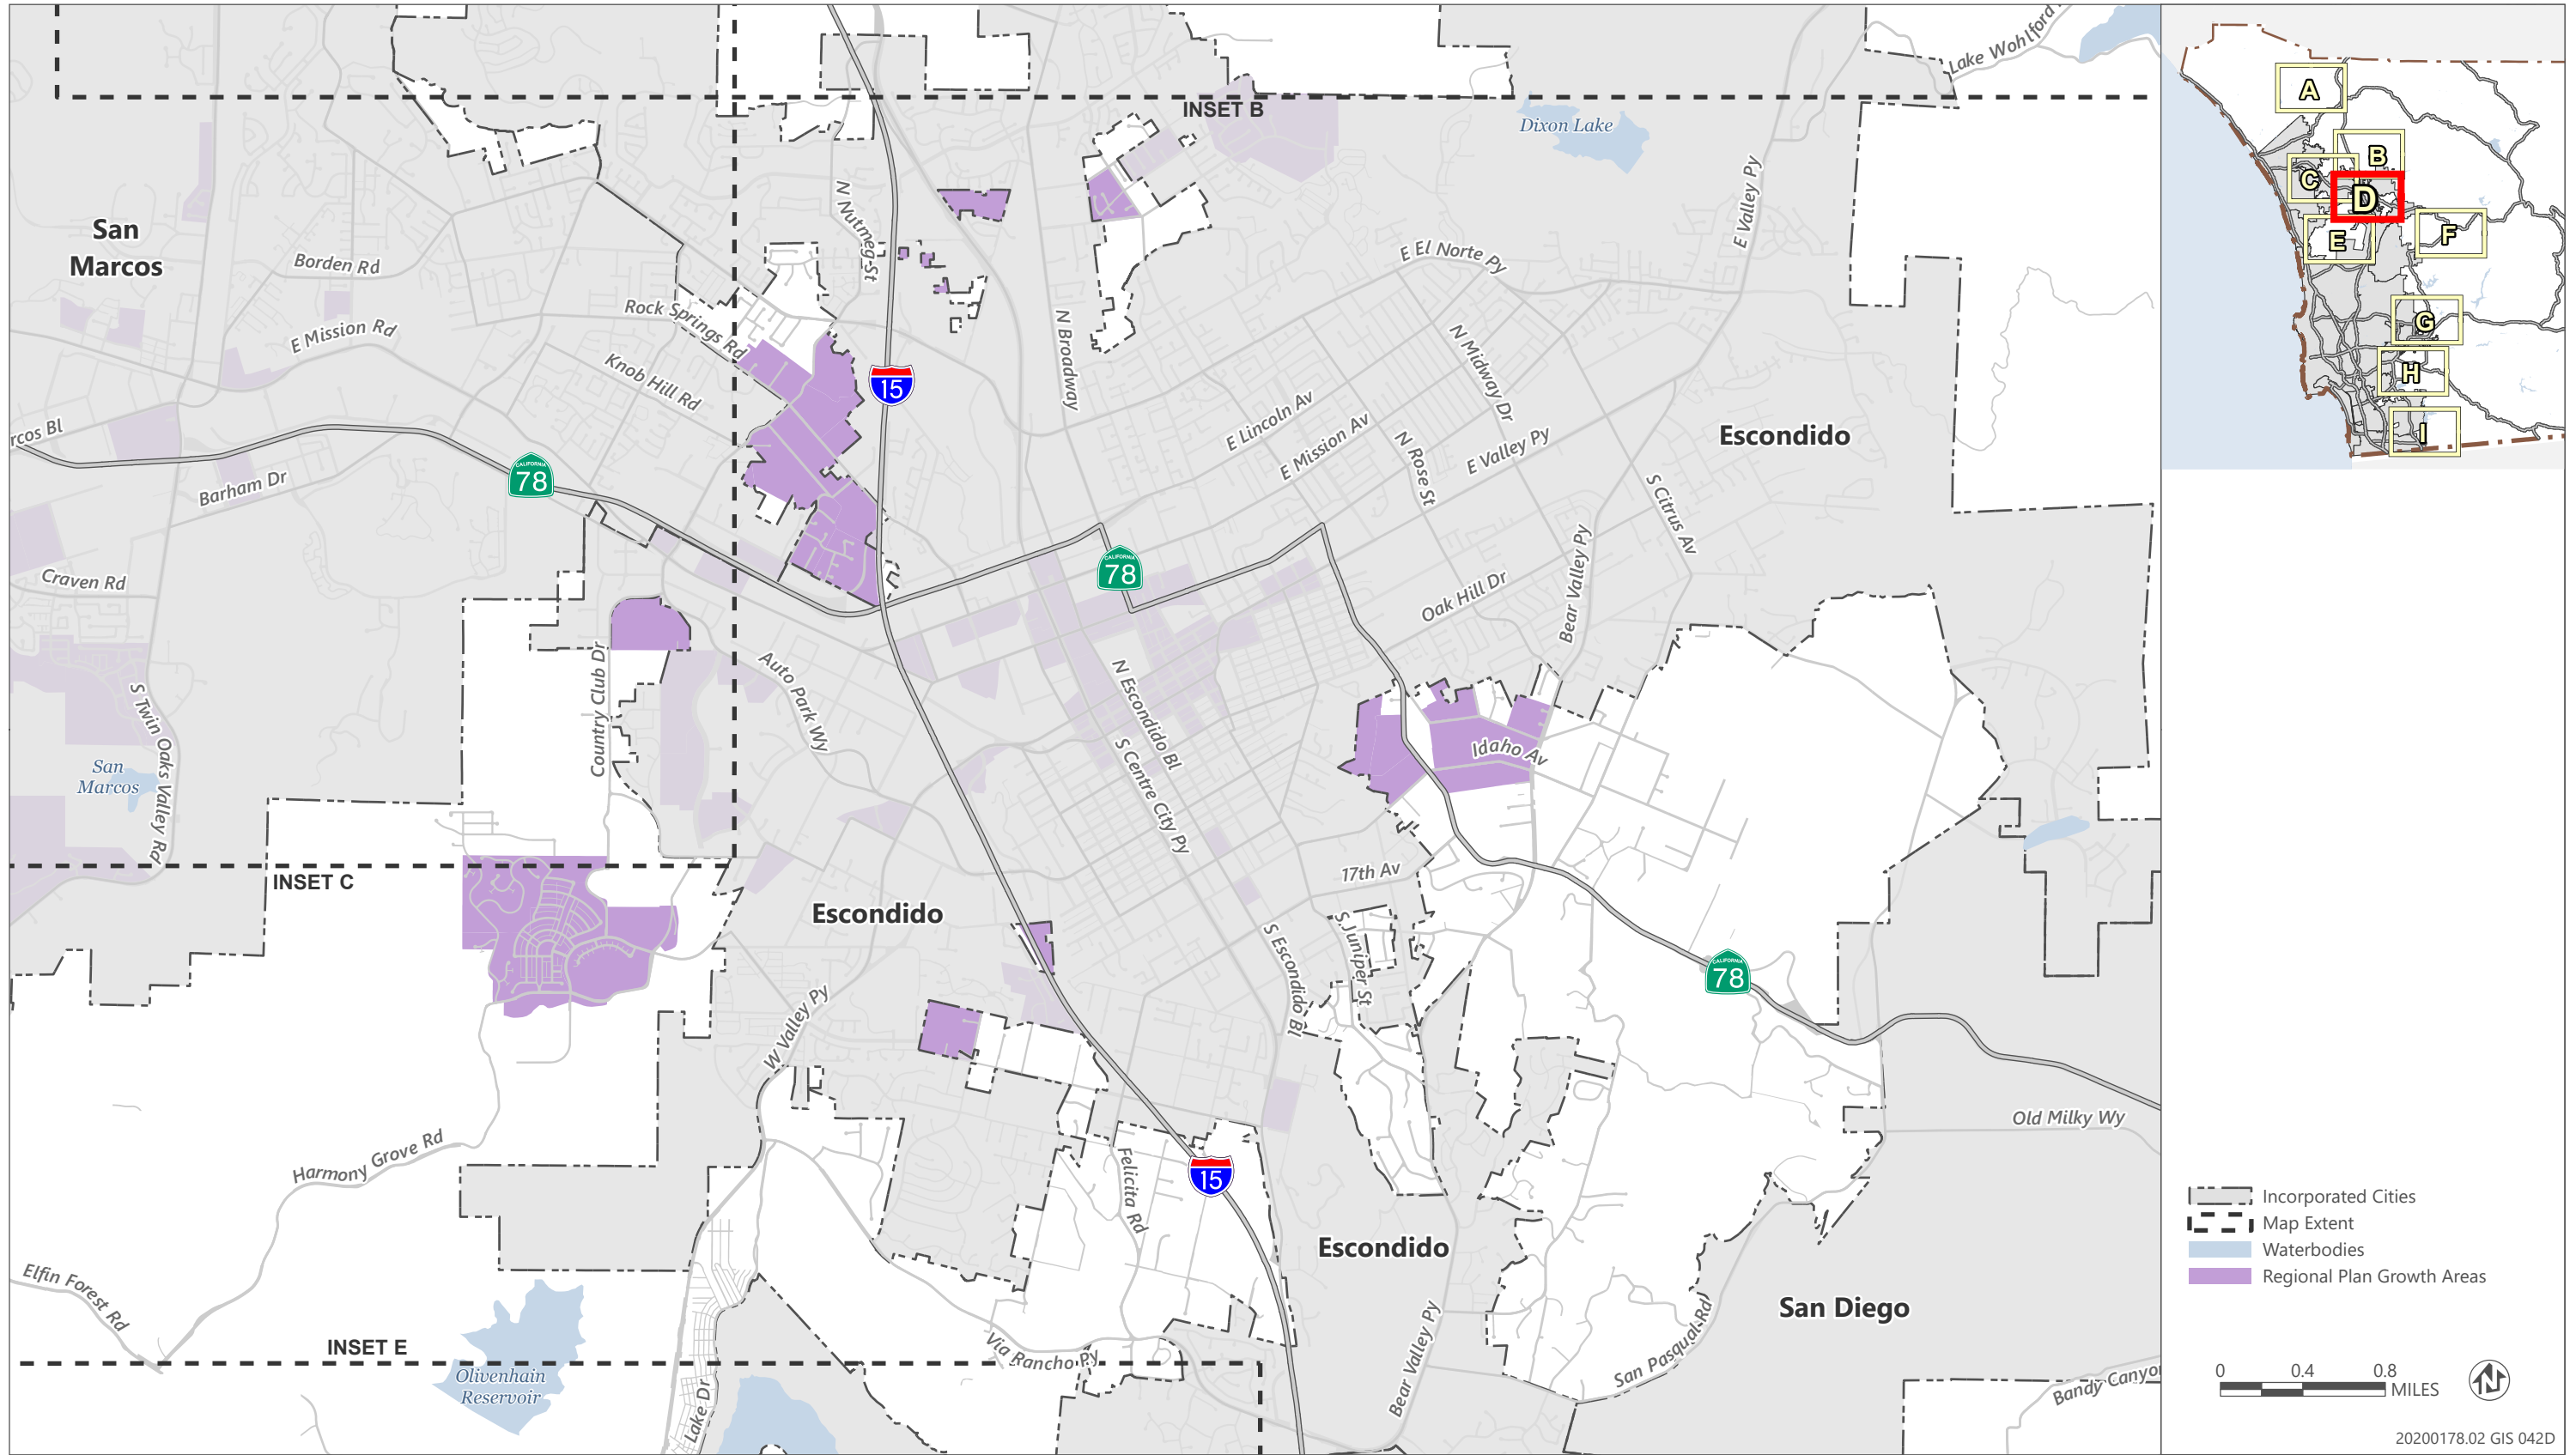 Lake Wohlford
INSET B
Dixon Lake
San
Marcos
Borden Rd
N Nutmeg St
E Valley Py
E El Norte Py
Rock Springs Rd
E Mission Rd
Knob Hill Rd
15
N Broadway
N Midway Dr
E Lincoln Av
E Mission Av
N Rose St
E Valley Py
Escondido
rcos Bl
CALIFORNIA
78
Barham Dr
S Citrus Av
Bear Valley Py
CALIFORNIA
78
Craven Rd
Oak Hill Dr
Country Club Dr
Auto Park Wy
N Escondido Bl
S Centre City Py
Idaho Av
S Twin Oaks Valley Rd
San
Marcos
INSET C
17th Av
Escondido
S Juniper St
S Escondido Bl
CALIFORNIA
78
W Valley Py
Old Milky Wy
Harmony Grove Rd
Felicita Rd
15
Escondido
Elfin Forest Rd
San Diego
INSET E
Via Rancho Py
Bear Valley Py
San Pasqual Rd
Olivenhain
Reservoir
Lake Dr
Bandy Canyo
A
B
C
D
E
F
G
H
I
Incorporated Cities
Map Extent
Waterbodies
Regional Plan Growth Areas
0 0.4 0.8
MILES
N
20200178.02 GIS 042D